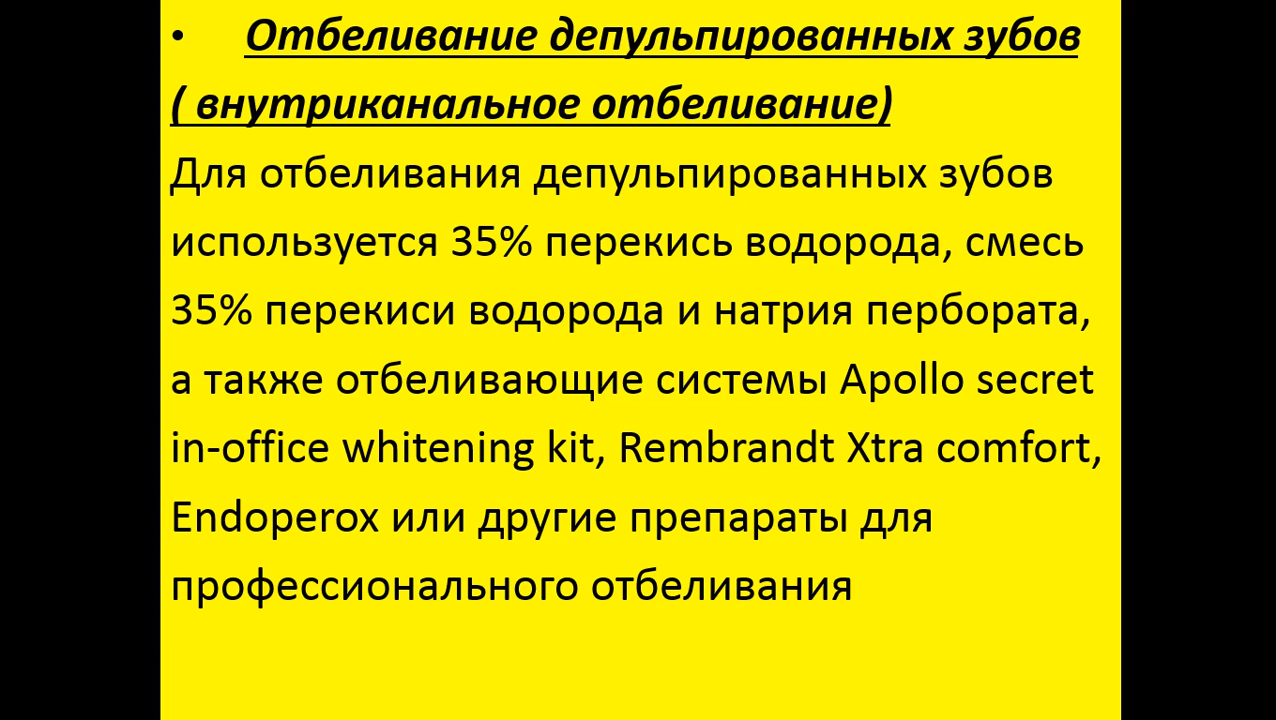 • Отбеливание депульпированных зубов
( внутриканальное отбеливание)
Для отбеливания депульпированных зубов
используется 35% перекись водорода, смесь
35% перекиси водорода и натрия пербората,
а также отбеливающие системы Apollo secret
in-office whitening kit, Rembrandt Xtra comfort,
Endoperox или другие препараты для
профессионального отбеливания